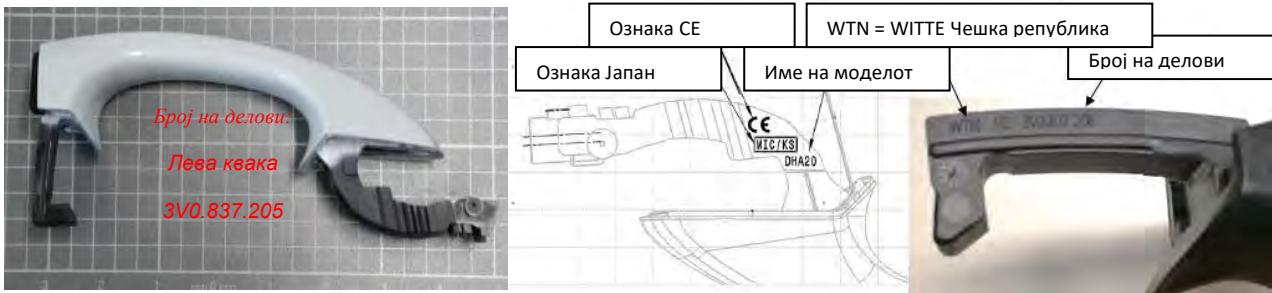 Број на делови:
Лева квака
3V0.837.205
Ознака CE
WTN = WITTE Чешка република
Ознака Јапан
Име на моделот
Број на делови
CE
MIC/KS
DHA20
WTN